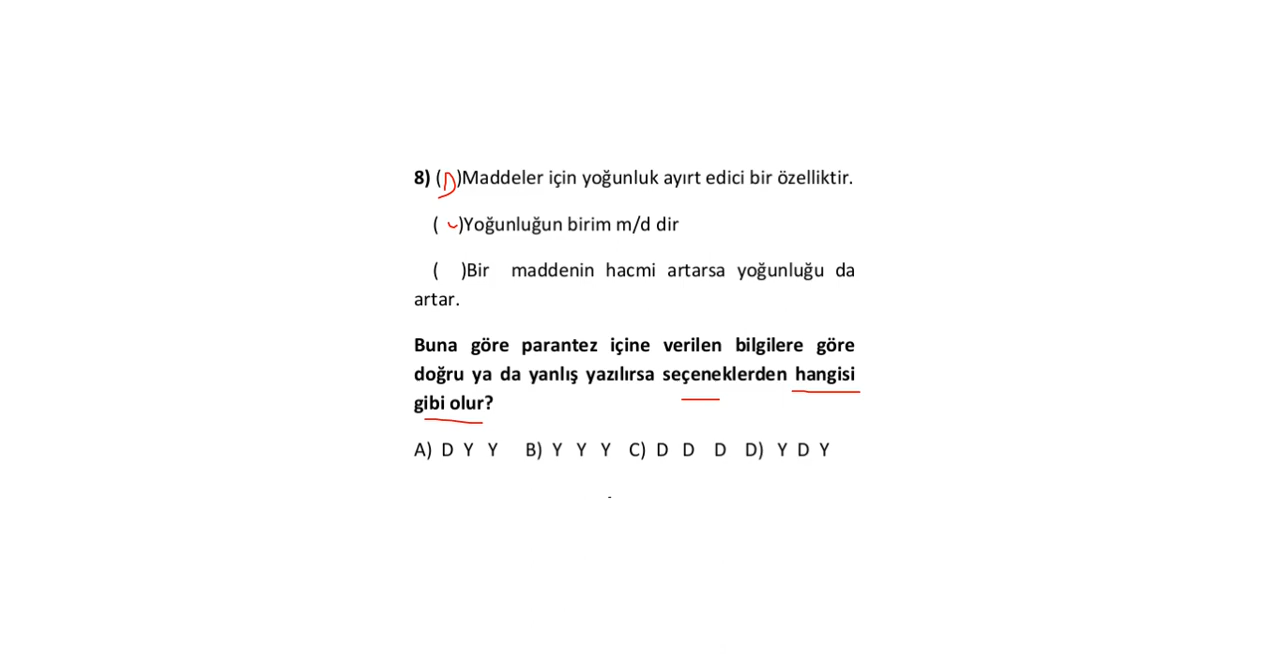 8) (D)Maddeler için yoğunluk ayırt edici bir özelliktir.
( )Yoğunluğun birim m/d dir
( )Bir maddenin hacmi artarsa yoğunluğu da
artar.
Buna göre parantez içine verilen bilgilere göre
doğru ya da yanlış yazılırsa seçeneklerden hangisi
gibi olur?
A) D Y Y B) Y Y Y C) D D D D) Y D Y